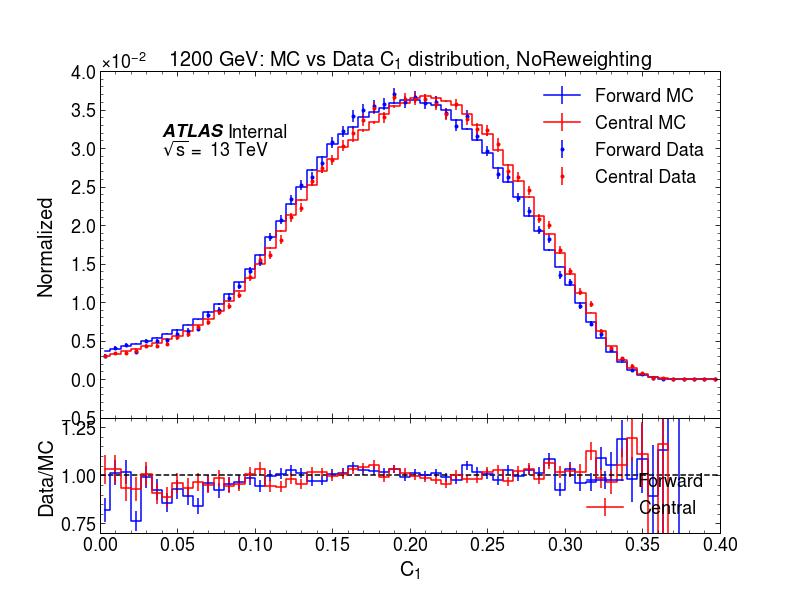 ×10⁻² 1200 GeV: MC vs Data C₁ distribution, NoReweighting
4.0
3.5
3.0
2.5
2.0
1.5
1.0
0.5
0.0
Normalized
ATLAS Internal
√s = 13 TeV
Forward MC
Central MC
Forward Data
Central Data
1.25
1.00
0.75
Data/MC
Forward
Central
0.00 0.05 0.10 0.15 0.20 0.25 0.30 0.35 0.40
C₁